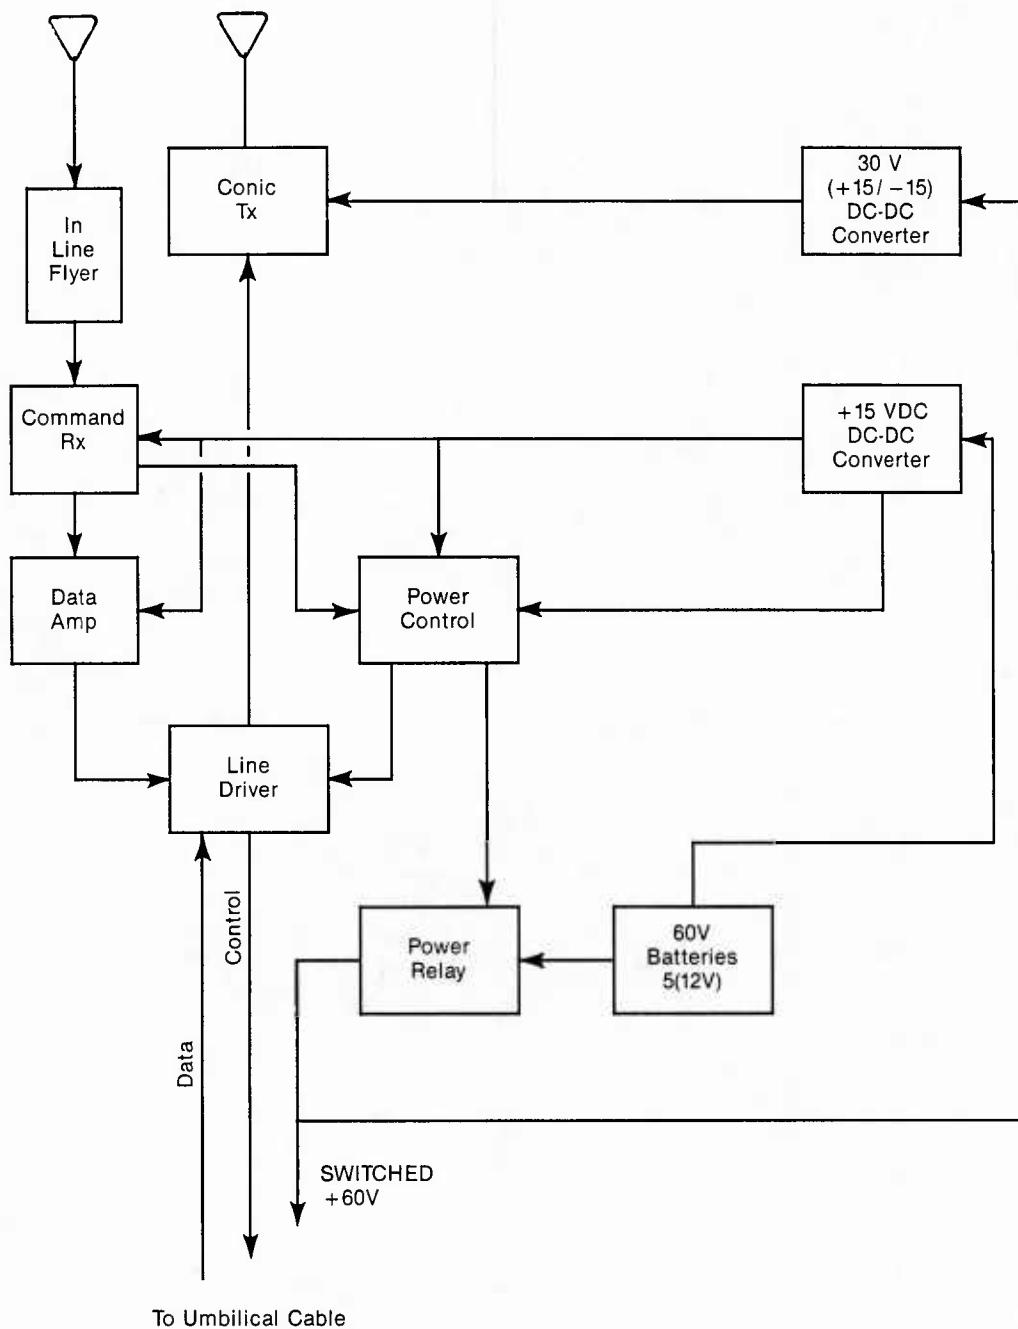 Conic
Tx
30 V
(+15/ −15)
DC-DC
Converter
In
Line
Flyer
Command
Rx
+15 VDC
DC-DC
Converter
Data
Amp
Power
Control
Line
Driver
Control
Data
Power
Relay
60V
Batteries
5(12V)
SWITCHED
+60V
To Umbilical Cable